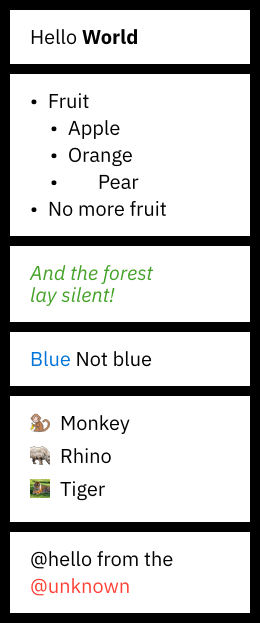 Hello World
• Fruit
• Apple
• Orange
• Pear
• No more fruit
And the forest
lay silent!
Blue Not blue
Monkey
Rhino
Tiger
@hello from the
@unknown